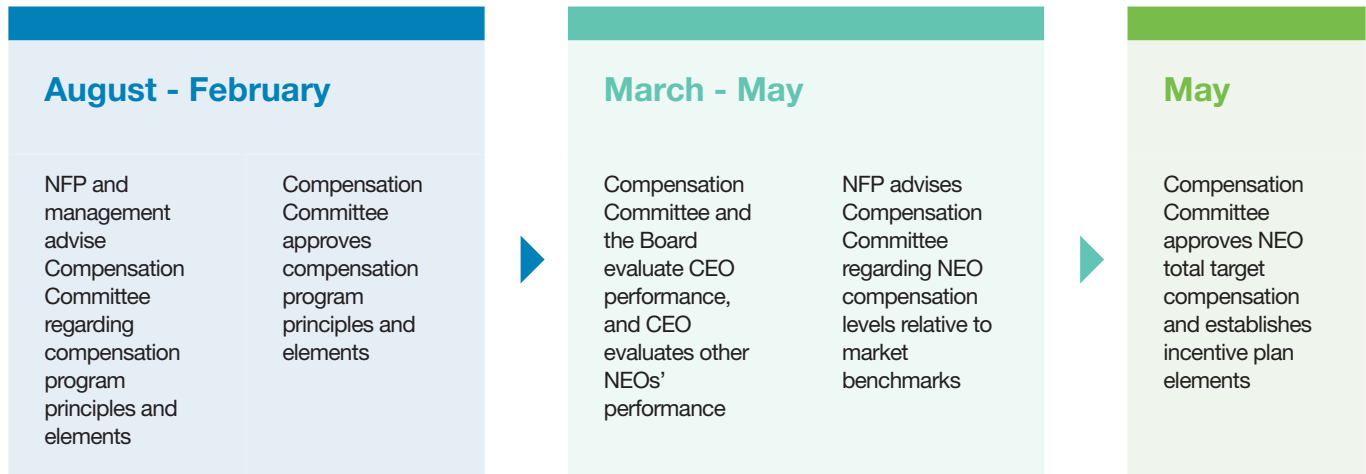 August - February
NFP and
management
advise
Compensation
Committee
regarding
compensation
program
principles and
elements
Compensation
Committee
approves
compensation
program
principles and
elements
March - May
Compensation
Committee and
the Board
evaluate CEO
performance,
and CEO
evaluates other
NEOs’
performance
NFP advises
Compensation
Committee
regarding NEO
compensation
levels relative to
market
benchmarks
May
Compensation
Committee
approves NEO
total target
compensation
and establishes
incentive plan
elements